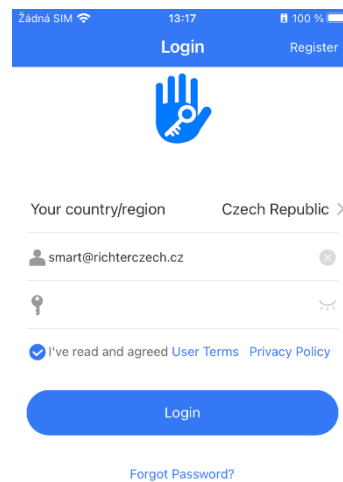 Žádná SIM 13:17 100 %
Login Register
Your country/region Czech Republic
smart@richterczech.cz
I've read and agreed User Terms Privacy Policy
Login
Forgot Password?